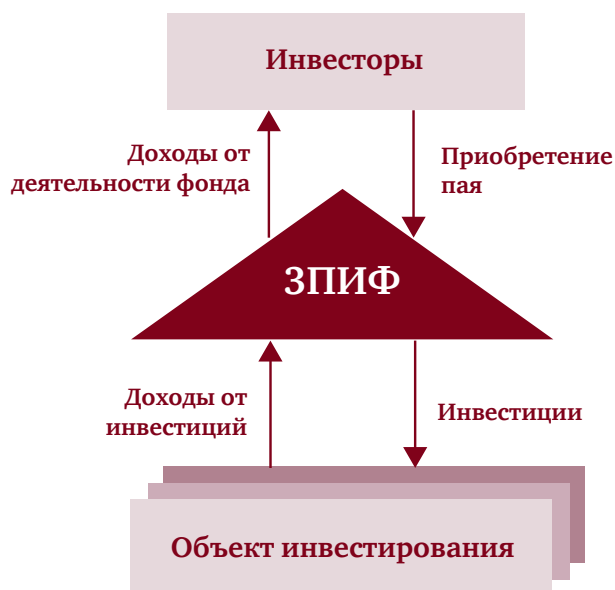 Инвесторы
Доходы от
деятельности фонда
Приобретение
пая
ЗПИФ
Доходы от
инвестиций
Инвестиции
Объект инвестирования